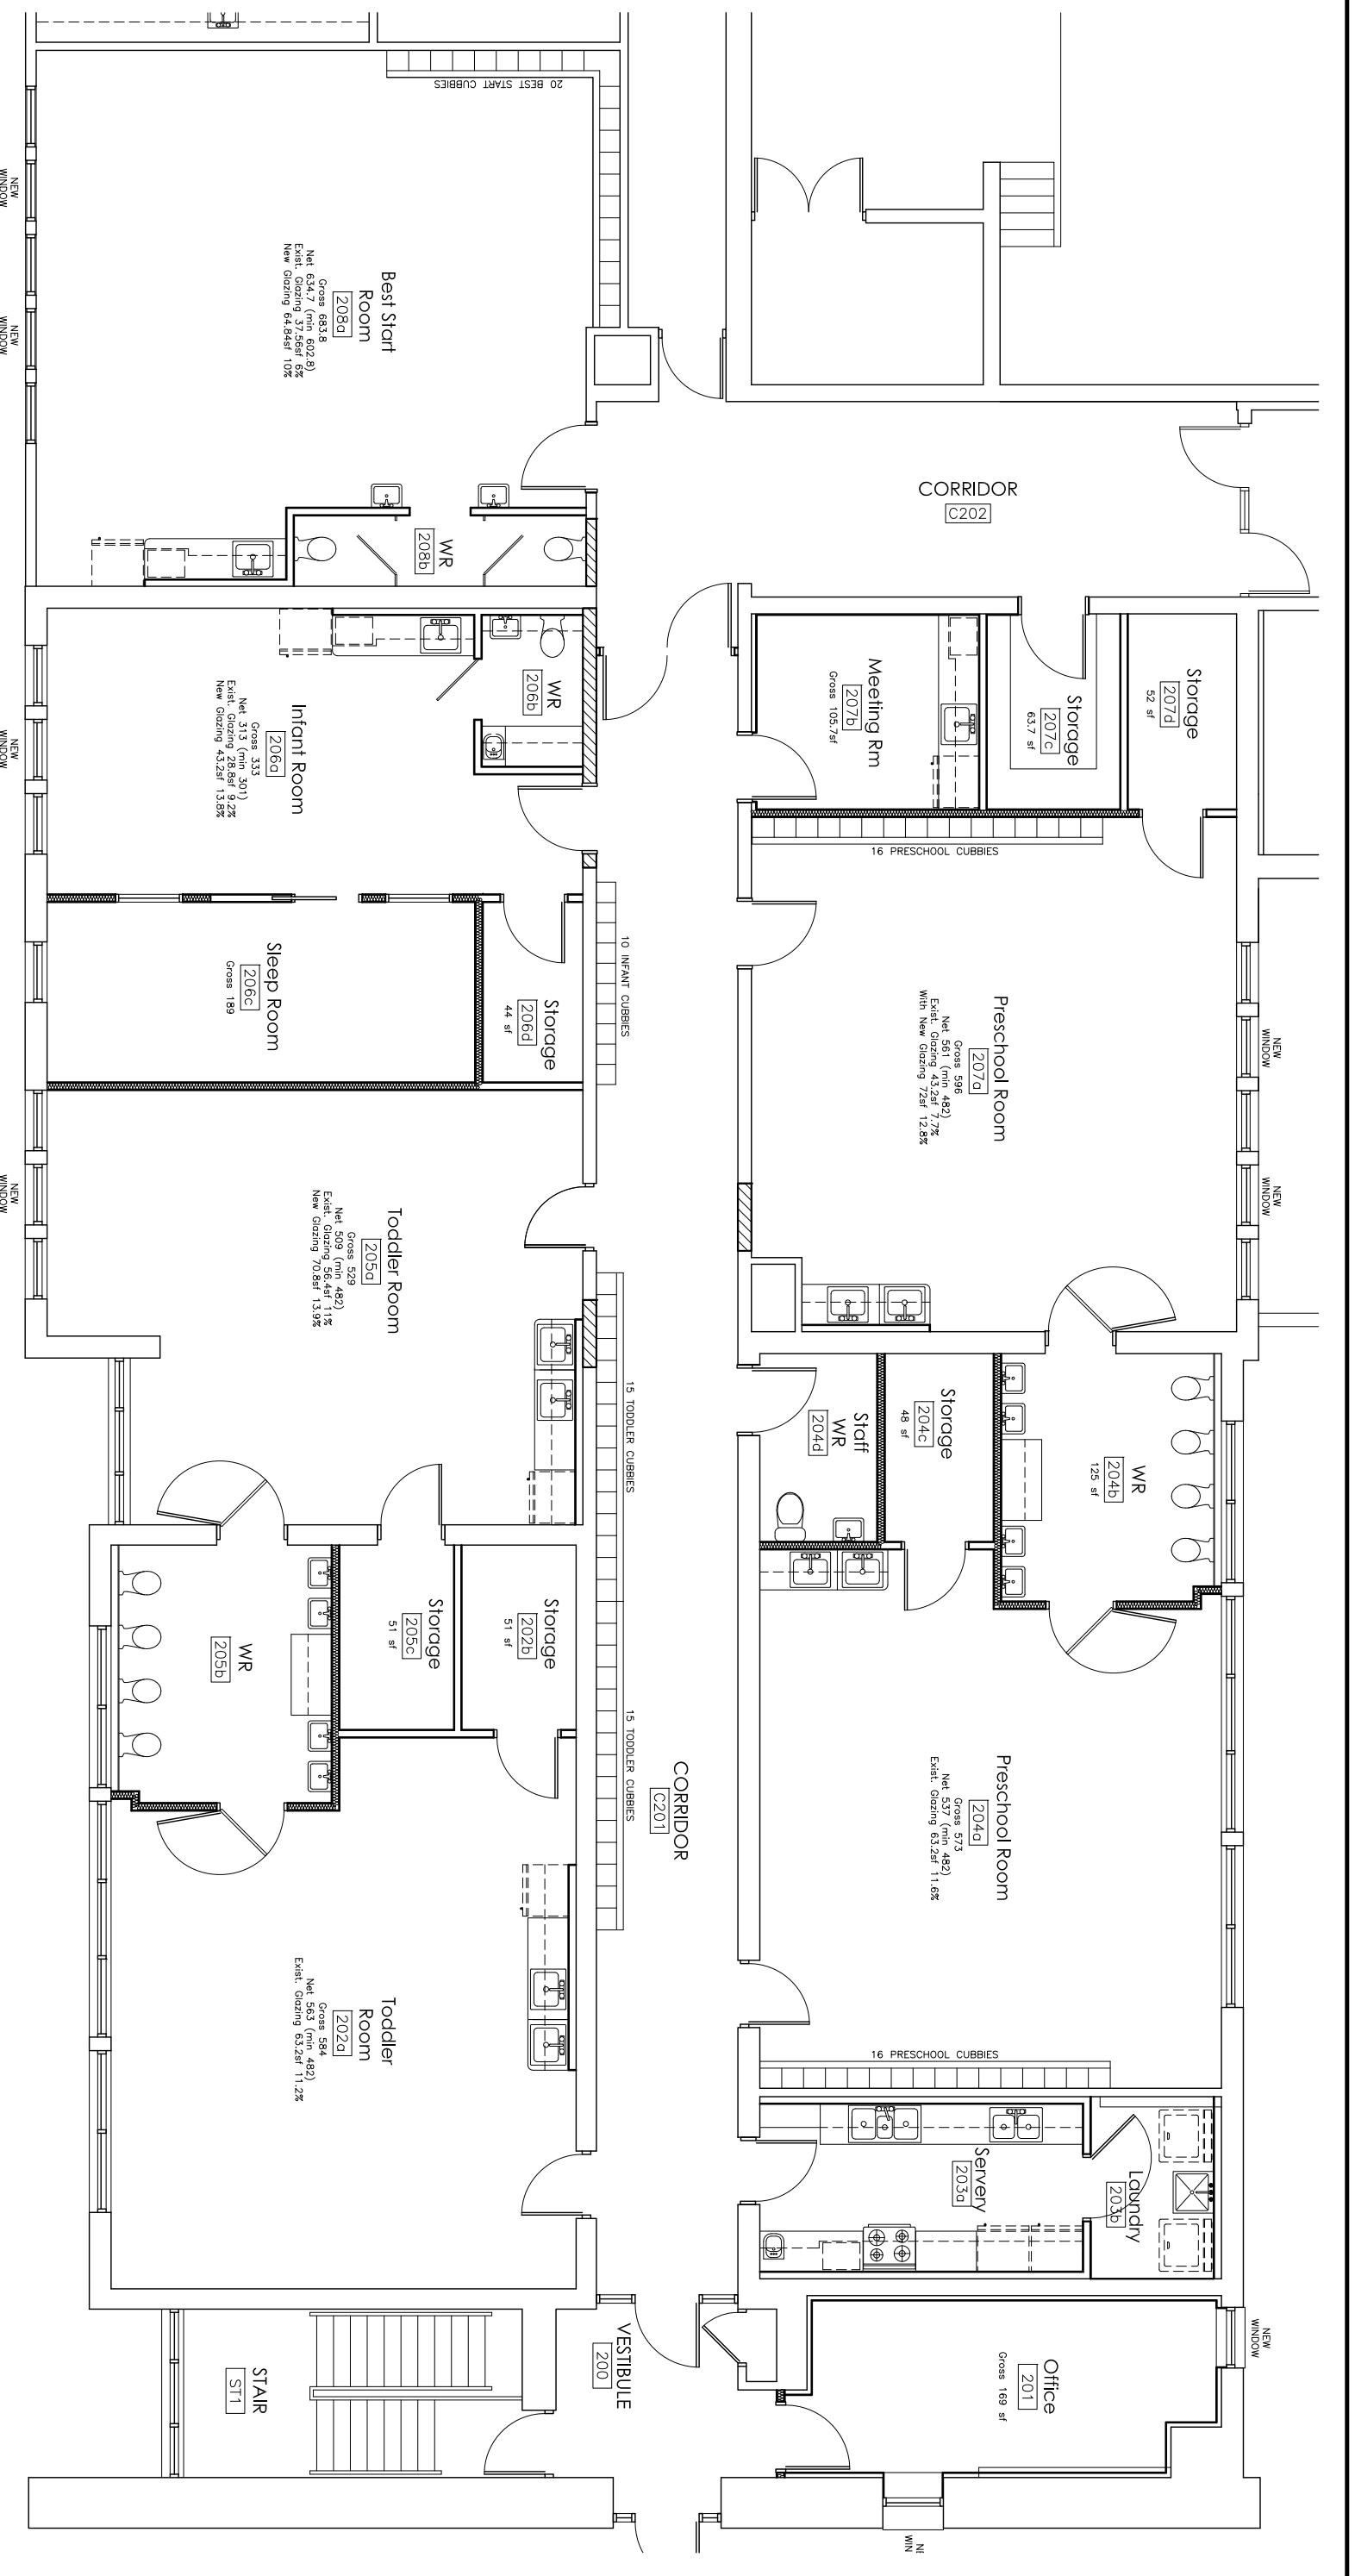 20 BEST START CUBBIES
NEW
WINDOW
NEW
WINDOW
Best Start
Room
208a
Gross 683.8
Net 634.7 (min 602.8)
Exist. Glazing 37.56sf 6%
New Glazing 64.84sf 10%
WR
208b
CORRIDOR
C202
Storage
207d
52 sf
Storage
207c
63.7 sf
Meeting Rm
207b
Gross 105.7sf
WR
206b
Infant Room
206a
Gross 333
Net 313 (min 301)
Exist. Glazing 28.8sf 9.2%
New Glazing 43.2sf 13.8%
NEW
WINDOW
16 PRESCHOOL CUBBIES
Sleep Room
206c
Gross 189
Storage
206d
44 sf
10 INFANT CUBBIES
Preschool Room
207a
Gross 596
Net 561 (min 482)
Exist. Glazing 43.2sf 7.7%
With New Glazing 72sf 12.8%
NEW
WINDOW
NEW
WINDOW
Toddler Room
205a
Gross 529
Net 509 (min 482)
Exist. Glazing 56.4sf 11%
New Glazing 70.8sf 13.9%
NEW
WINDOW
15 TODDLER CUBBIES
Staff
WR
204d
Storage
204c
48 sf
WR
204b
125 sf
WR
205b
Storage
205c
51 sf
Storage
202b
51 sf
15 TODDLER CUBBIES
CORRIDOR
C201
Preschool Room
204a
Gross 573
Net 537 (min 482)
Exist. Glazing 63.2sf 11.6%
Toddler
Room
202a
Gross 584
Net 563 (min 482)
Exist. Glazing 63.2sf 11.2%
16 PRESCHOOL CUBBIES
Servery
203a
Laundry
203b
NEW
WINDOW
VESTIBULE
200
STAIR
ST1
Office
201
Gross 169 sf